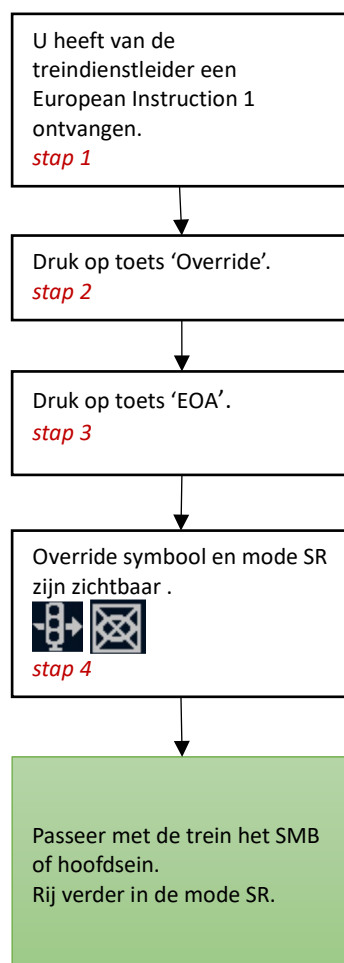 U heeft van de
treindienstleider een
European Instruction 1
ontvangen.
stap 1
Druk op toets ‘Override’.
stap 2
Druk op toets ‘EOA’.
stap 3
Override symbool en mode SR
zijn zichtbaar .
stap 4
Passeer met de trein het SMB
of hoofdsein.
Rij verder in de mode SR.